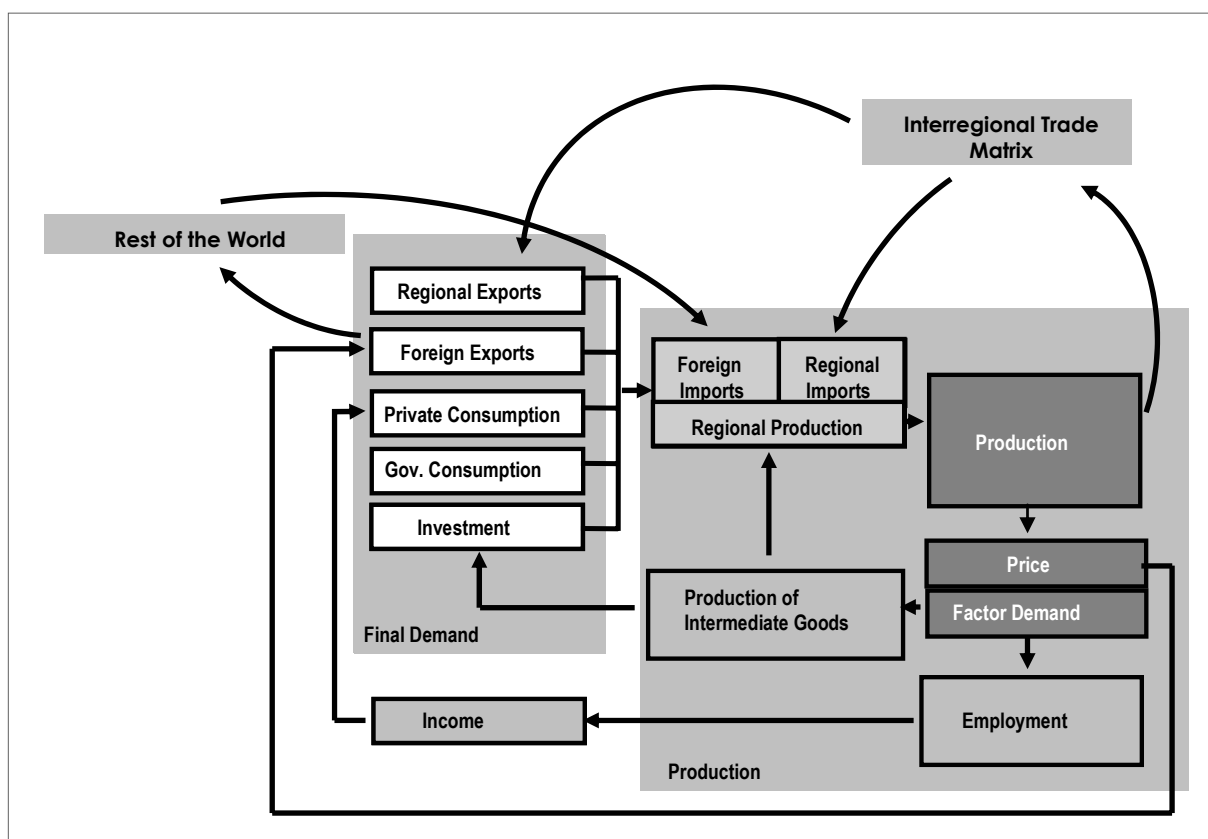 Interregional Trade
Matrix
Rest of the World
Regional Exports
Foreign Exports
Private Consumption
Gov. Consumption
Investment
Final Demand
Foreign
Imports
Regional
Imports
Regional Production
Production
Price
Factor Demand
Production of
Intermediate Goods
Income
Employment
Production